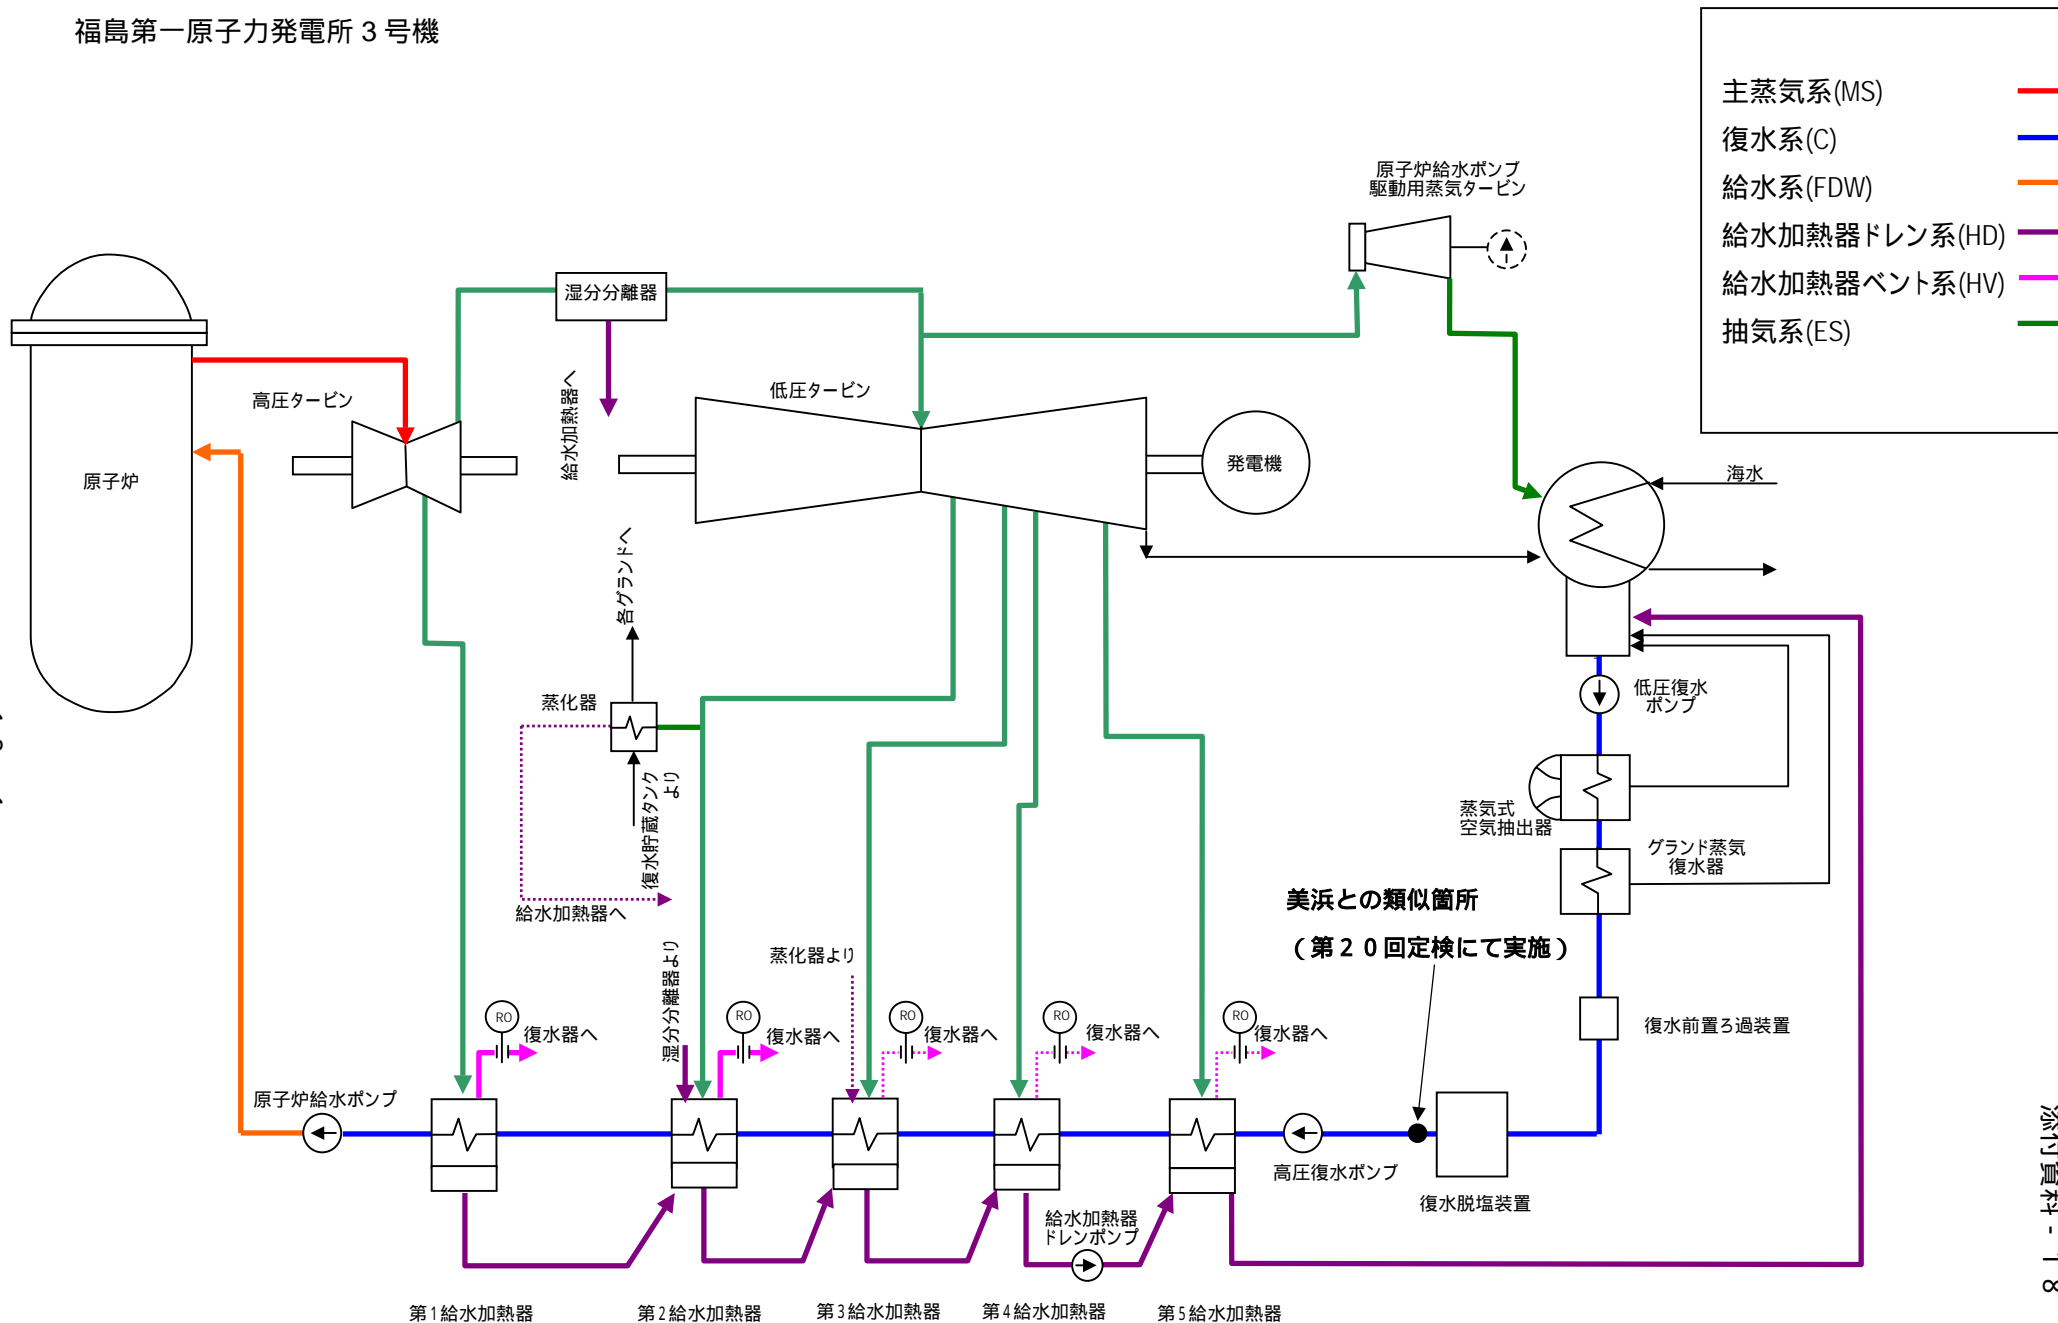 福島第一原子力発電所３号機
主蒸気系(MS)
復水系(C)
給水系(FDW)
給水加熱器ドレン系(HD)
給水加熱器ベント系(HV)
抽気系(ES)
原子炉給水ポンプ
駆動用蒸気タービン
湿分分離器
給水加熱器へ
高圧タービン
低圧タービン
発電機
原子炉
海水
各グランドへ
蒸化器
復水貯蔵タンク
より
給水加熱器へ
低圧復水
ポンプ
蒸気式
空気抽出器
グランド蒸気
復水器
美浜との類似箇所
（第２０回定検にて実施）
湿分分離器より
蒸化器より
RO
復水器へ
RO
復水器へ
RO
復水器へ
RO
復水器へ
RO
復水器へ
復水前置ろ過装置
原子炉給水ポンプ
高圧復水ポンプ
復水脱塩装置
給水加熱器
ドレンポンプ
第1給水加熱器
第2給水加熱器
第3給水加熱器
第4給水加熱器
第5給水加熱器
添付資料-18